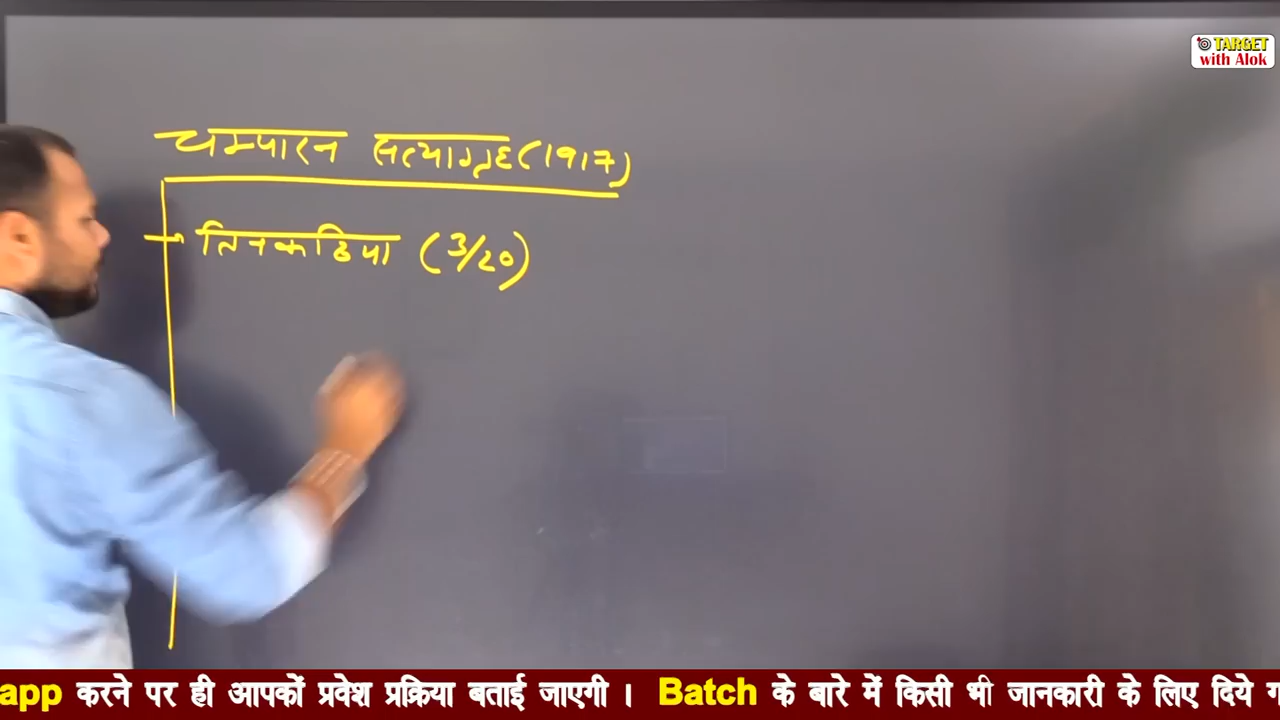 TARGET
with Alok
चम्पारन सत्याग्रह (1917)
तिनकठिया (3/20)
app करने पर ही आपकों प्रवेश प्रक्रिया बताई जाएगी । Batch के बारे में किसी भी जानकारी के लिए दिये